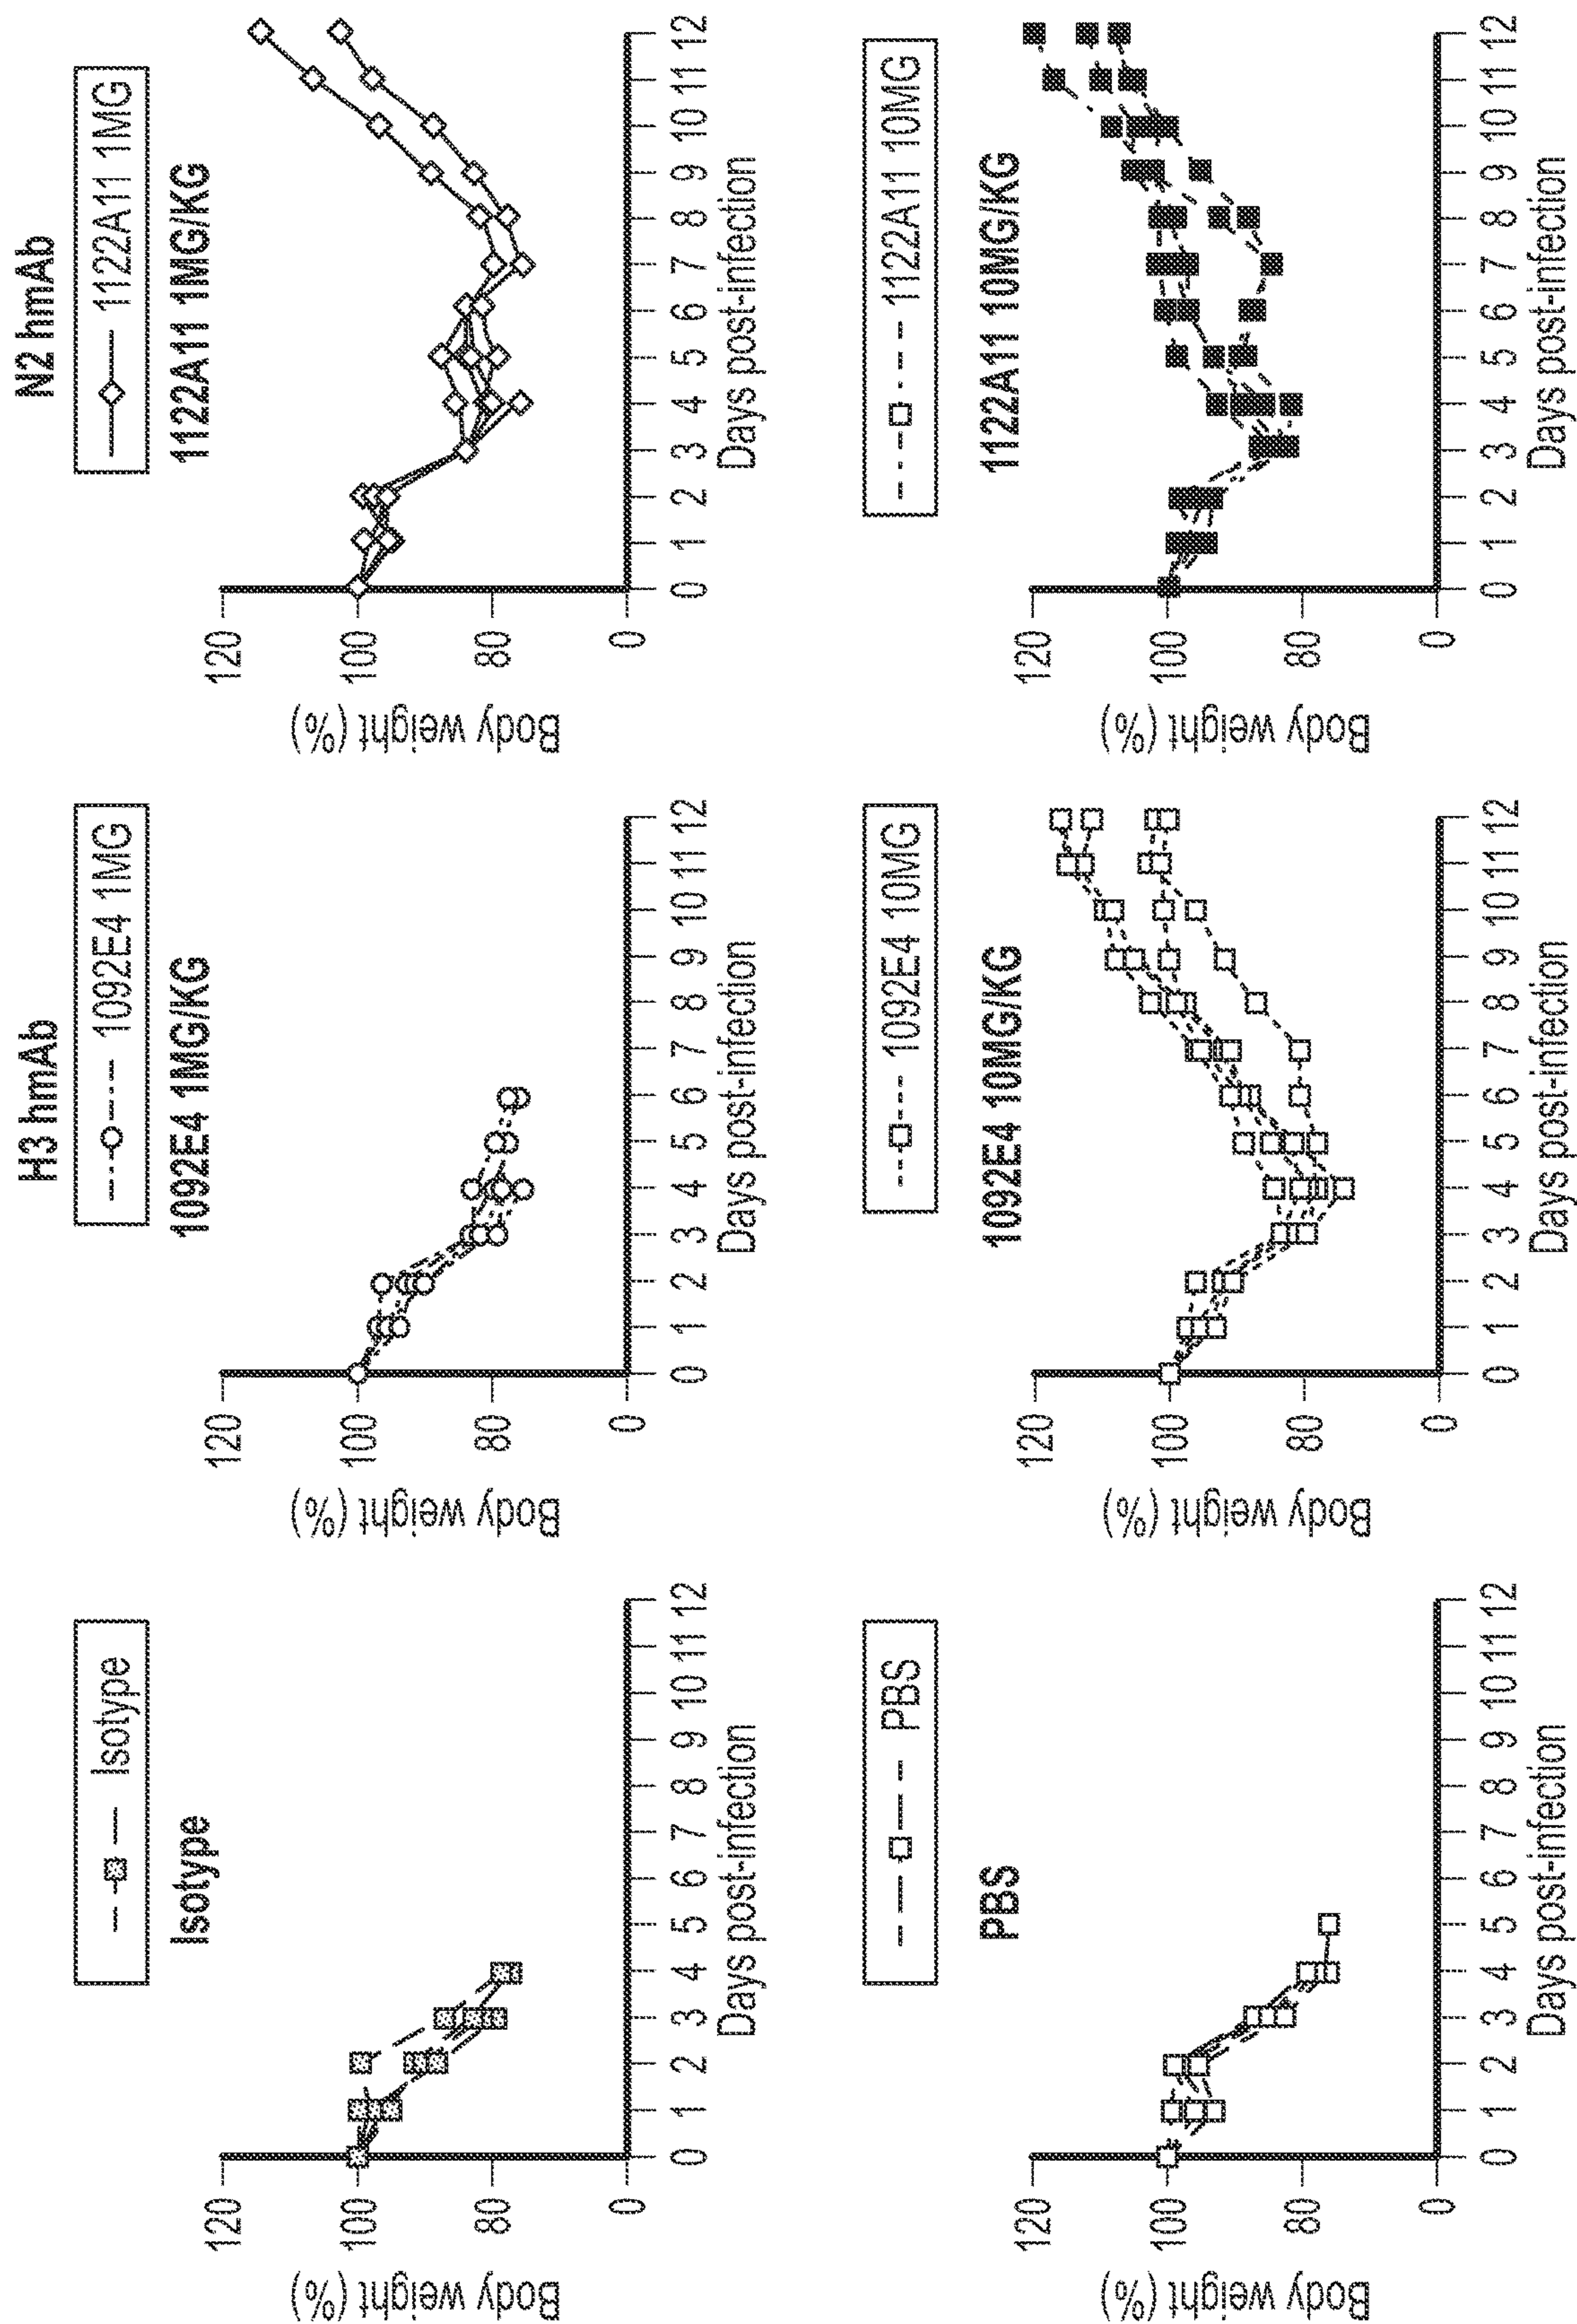 Isotype
Isotype
Body weight (%)
120
100
80
0
0 1 2 3 4 5 6 7 8 9 10 11 12
Days post-infection
H3 hmAb
1092E4 1MG
1092E4 1MG/KG
Body weight (%)
120
100
80
0
0 1 2 3 4 5 6 7 8 9 10 11 12
Days post-infection
N2 hmAb
1122A11 1MG
1122A11 1MG/KG
Body weight (%)
120
100
80
0
0 1 2 3 4 5 6 7 8 9 10 11 12
Days post-infection
PBS
PBS
Body weight (%)
120
100
80
0
0 1 2 3 4 5 6 7 8 9 10 11 12
Days post-infection
1092E4 10MG
1092E4 10MG/KG
Body weight (%)
120
100
80
0
0 1 2 3 4 5 6 7 8 9 10 11 12
Days post-infection
1122A11 10MG
1122A11 10MG/KG
Body weight (%)
120
100
80
0
0 1 2 3 4 5 6 7 8 9 10 11 12
Days post-infection